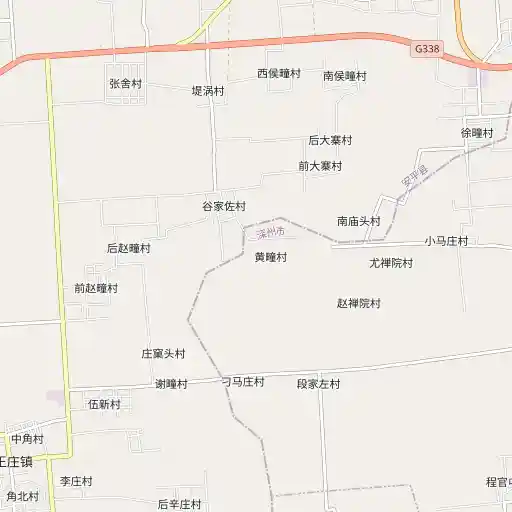 G338
西侯疃村
南侯疃村
张舍村
堤涡村
徐疃村
后大寨村
前大寨村
安平县
谷家佐村
南庙头村
深州市
小马庄村
后赵疃村
黄疃村
尤禅院村
前赵疃村
赵禅院村
庄窠头村
谢疃村
刁马庄村
段家左村
伍新村
中角村
王庄镇
李庄村
程官屯
角北村
后辛庄村